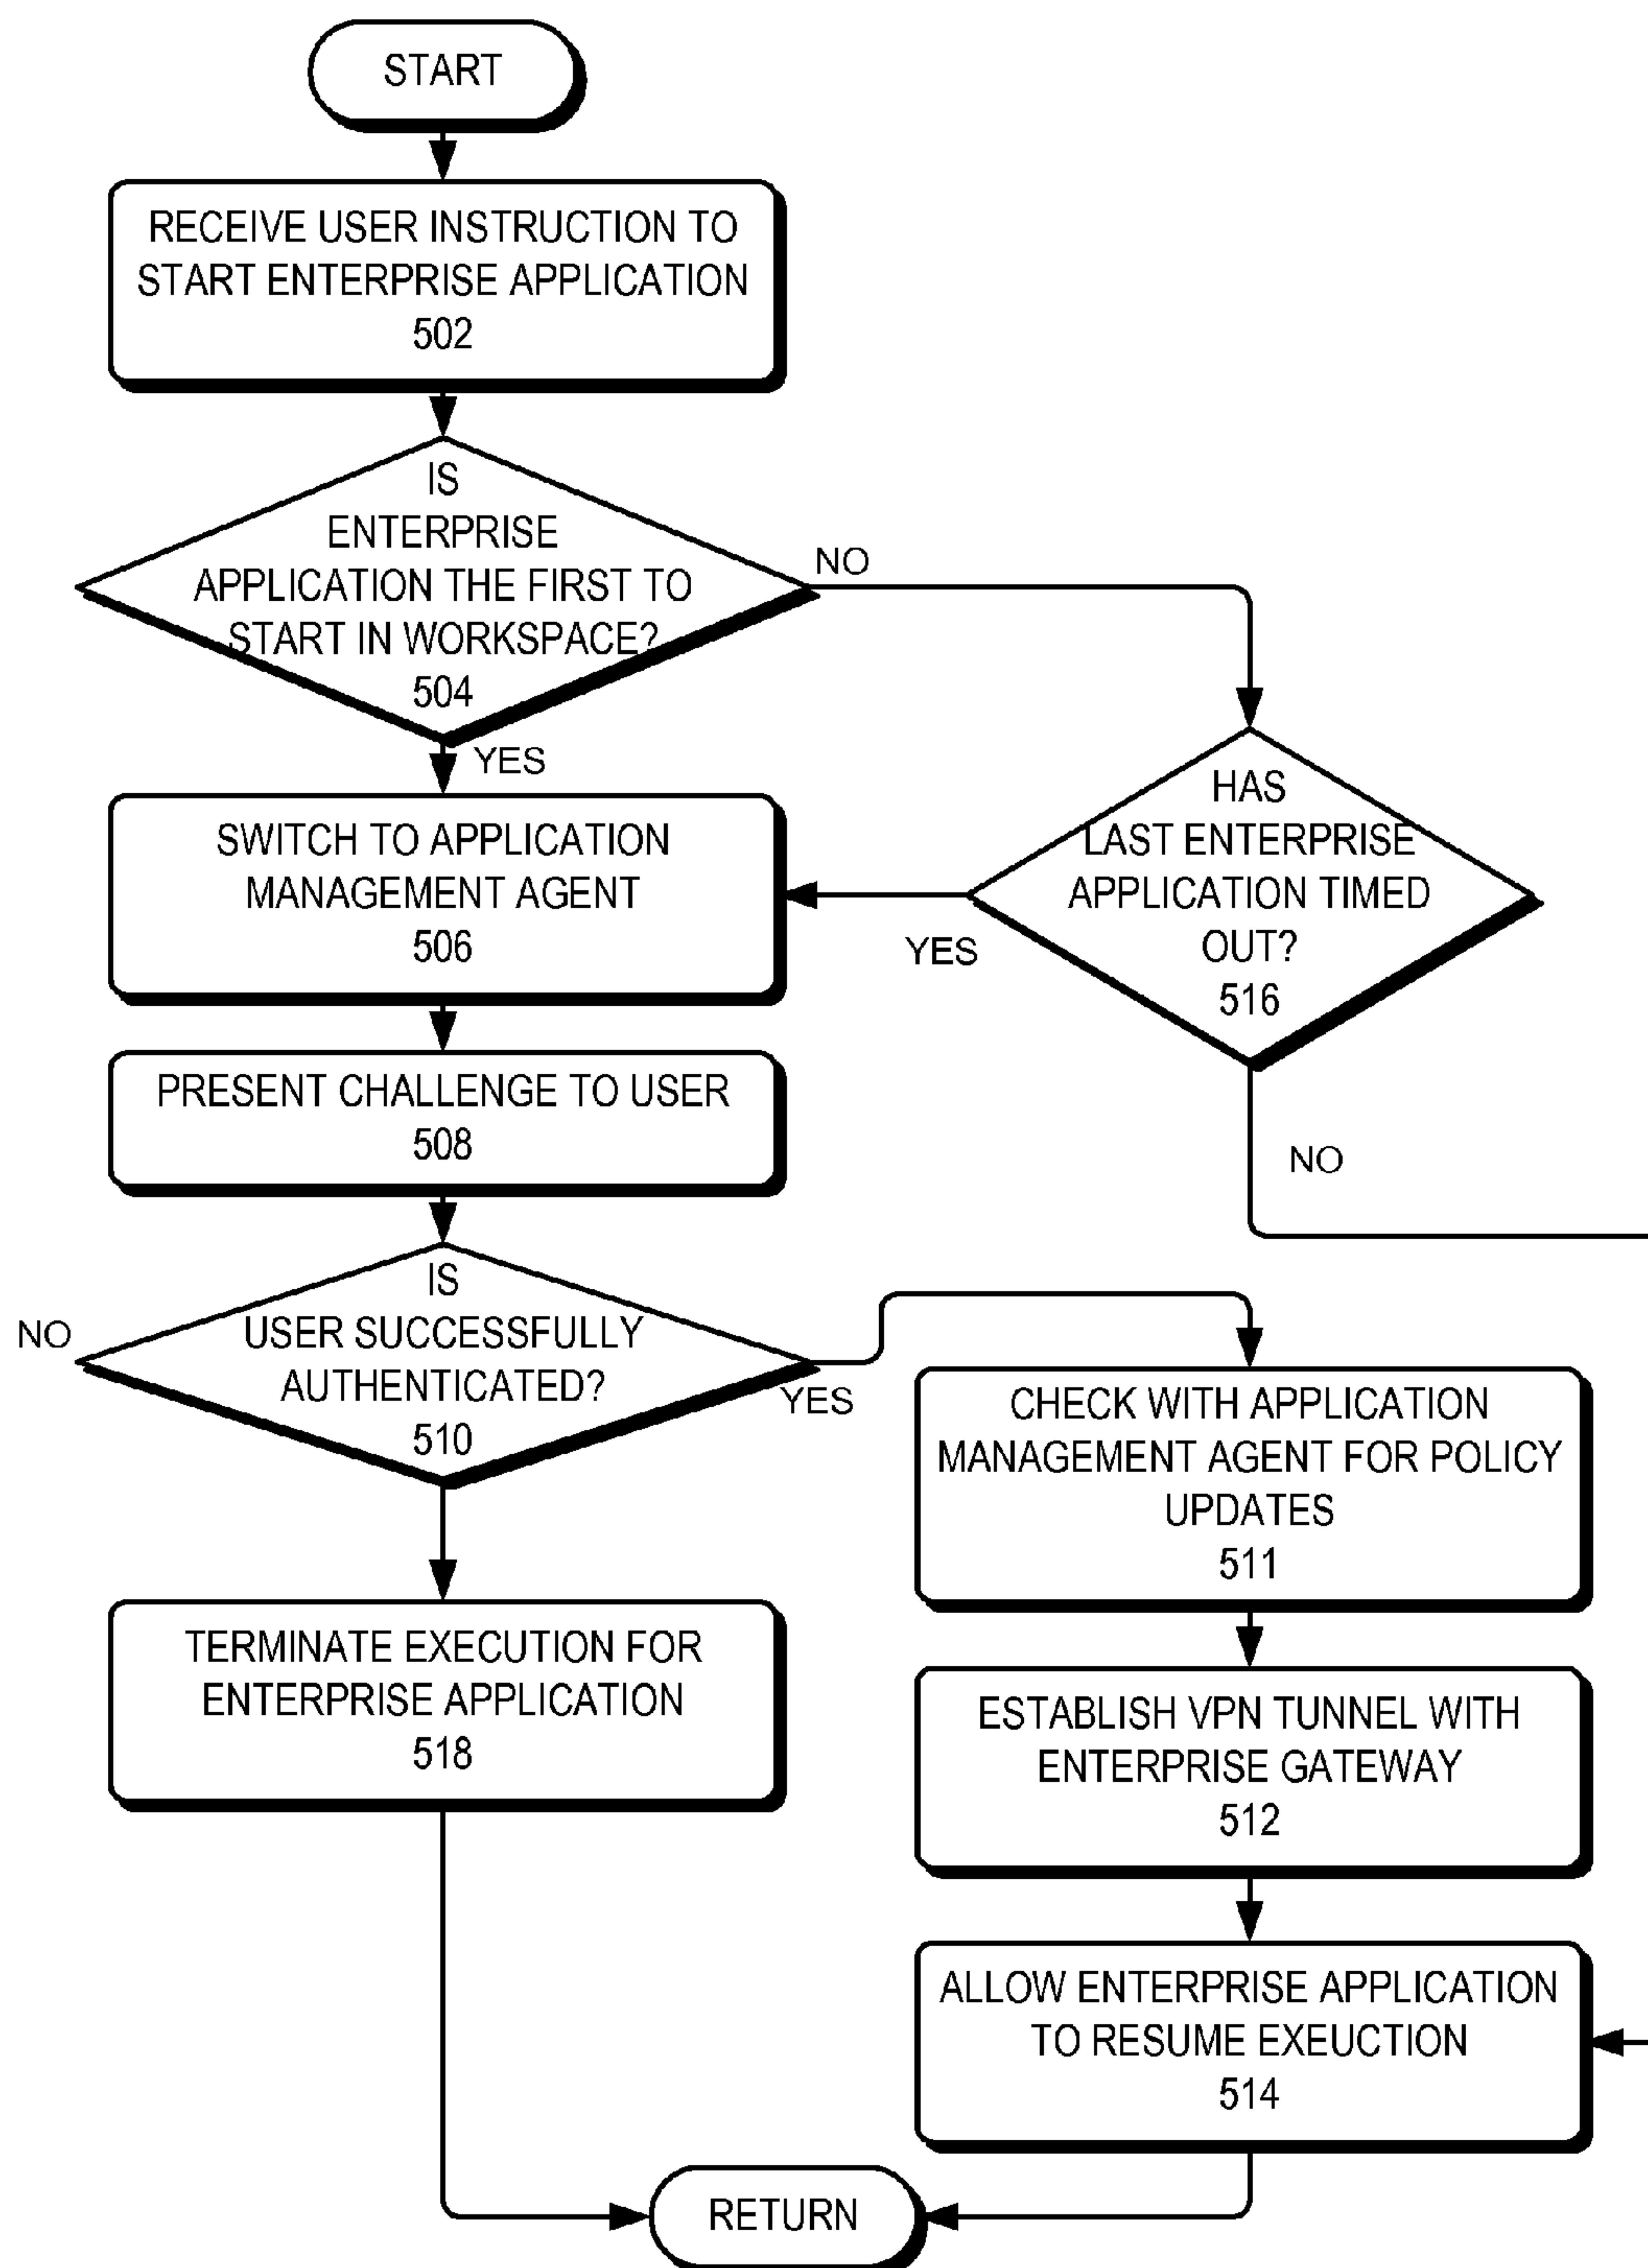 START
RECEIVE USER INSTRUCTION TO
START ENTERPRISE APPLICATION
502
IS
ENTERPRISE
APPLICATION THE FIRST TO
START IN WORKSPACE?
504
NO
YES
SWITCH TO APPLICATION
MANAGEMENT AGENT
506
HAS
LAST ENTERPRISE
APPLICATION TIMED
OUT?
516
YES
NO
PRESENT CHALLENGE TO USER
508
IS
USER SUCCESSFULLY
AUTHENTICATED?
510
NO
YES
CHECK WITH APPLICATION
MANAGEMENT AGENT FOR POLICY
UPDATES
511
TERMINATE EXECUTION FOR
ENTERPRISE APPLICATION
518
ESTABLISH VPN TUNNEL WITH
ENTERPRISE GATEWAY
512
ALLOW ENTERPRISE APPLICATION
TO RESUME EXEUCTION
514
RETURN